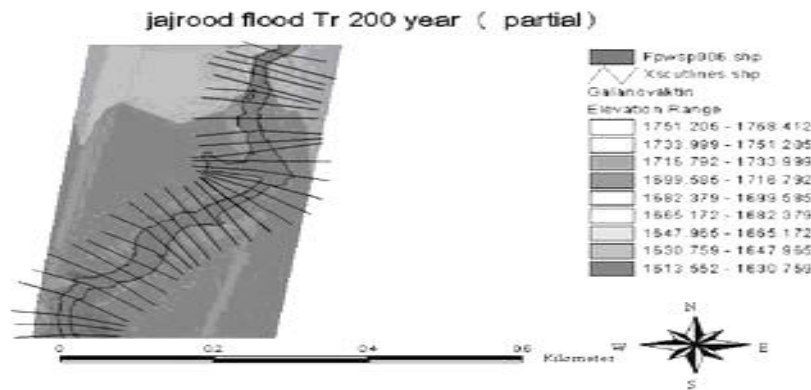 jajrood flood Tr 200 year ( partial)
Fpwsp006.shp
Xscutlines.shp
Elevation Range
1751.205 - 1768.412
1733.999 - 1751.205
1716.792 - 1733.999
1699.585 - 1716.792
1682.379 - 1699.585
1665.172 - 1682.379
1647.965 - 1665.172
1630.759 - 1647.965
1613.552 - 1630.759
0 0.2 0.4 0.6 Kilometer
N
W E
S